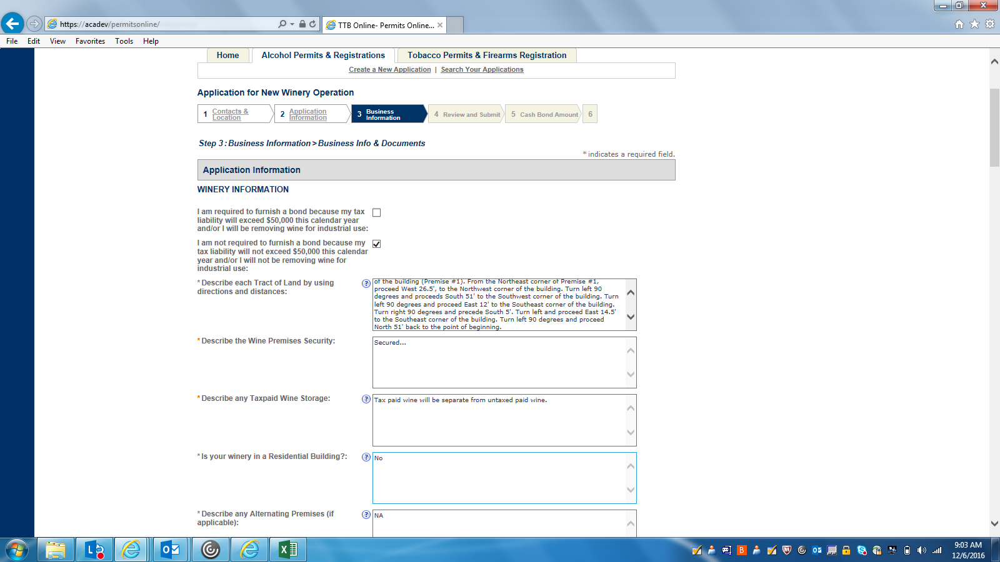 https://acadev/permitsonline/
TTB Online- Permits Online...
File Edit View Favorites Tools Help
Home Alcohol Permits & Registrations Tobacco Permits & Firearms Registration
Create a New Application | Search Your Applications
Application for New Winery Operation
1 Contacts & Location
2 Application Information
3 Business Information
4 Review and Submit
5 Cash Bond Amount
6
Step 3 : Business Information > Business Info & Documents
* indicates a required field.
Application Information
WINERY INFORMATION
I am required to furnish a bond because my tax
liability will exceed $50,000 this calendar year
and/or I will be removing wine for industrial use:
I am not required to furnish a bond because my
tax liability will not exceed $50,000 this calendar
year and/or I will not be removing wine for
industrial use:
* Describe each Tract of Land by using
directions and distances:
of the building (Premise #1). From the Northeast corner of Premise #1,
proceed West 26.5', to the Northwest corner of the building. Turn left 90
degrees and proceeds South 51' to the Southwest corner of the building. Turn
left 90 degrees and proceed East 12' to the Southeast corner of the building.
Turn right 90 degrees and precede South 5'. Turn left and proceed East 14.5'
to the Southeast corner of the building. Turn left 90 degrees and proceed
North 51' back to the point of beginning.
* Describe the Wine Premises Security:
Secured...
* Describe any Taxpaid Wine Storage:
Tax paid wine will be separate from untaxed paid wine.
* Is your winery in a Residential Building?:
No
* Describe any Alternating Premises (if
applicable):
NA
9:03 AM
12/6/2016